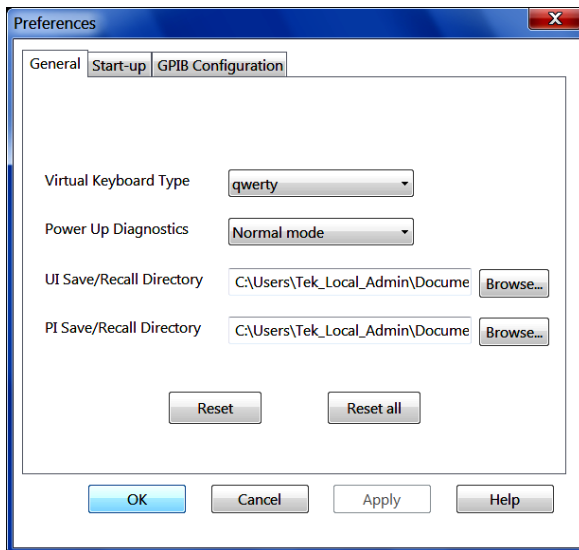 Preferences
General Start-up GPIB Configuration
Virtual Keyboard Type qwerty
Power Up Diagnostics Normal mode
UI Save/Recall Directory C:\Users\Tek_Local_Admin\Docume Browse...
PI Save/Recall Directory C:\Users\Tek_Local_Admin\Docume Browse...
Reset Reset all
OK Cancel Apply Help